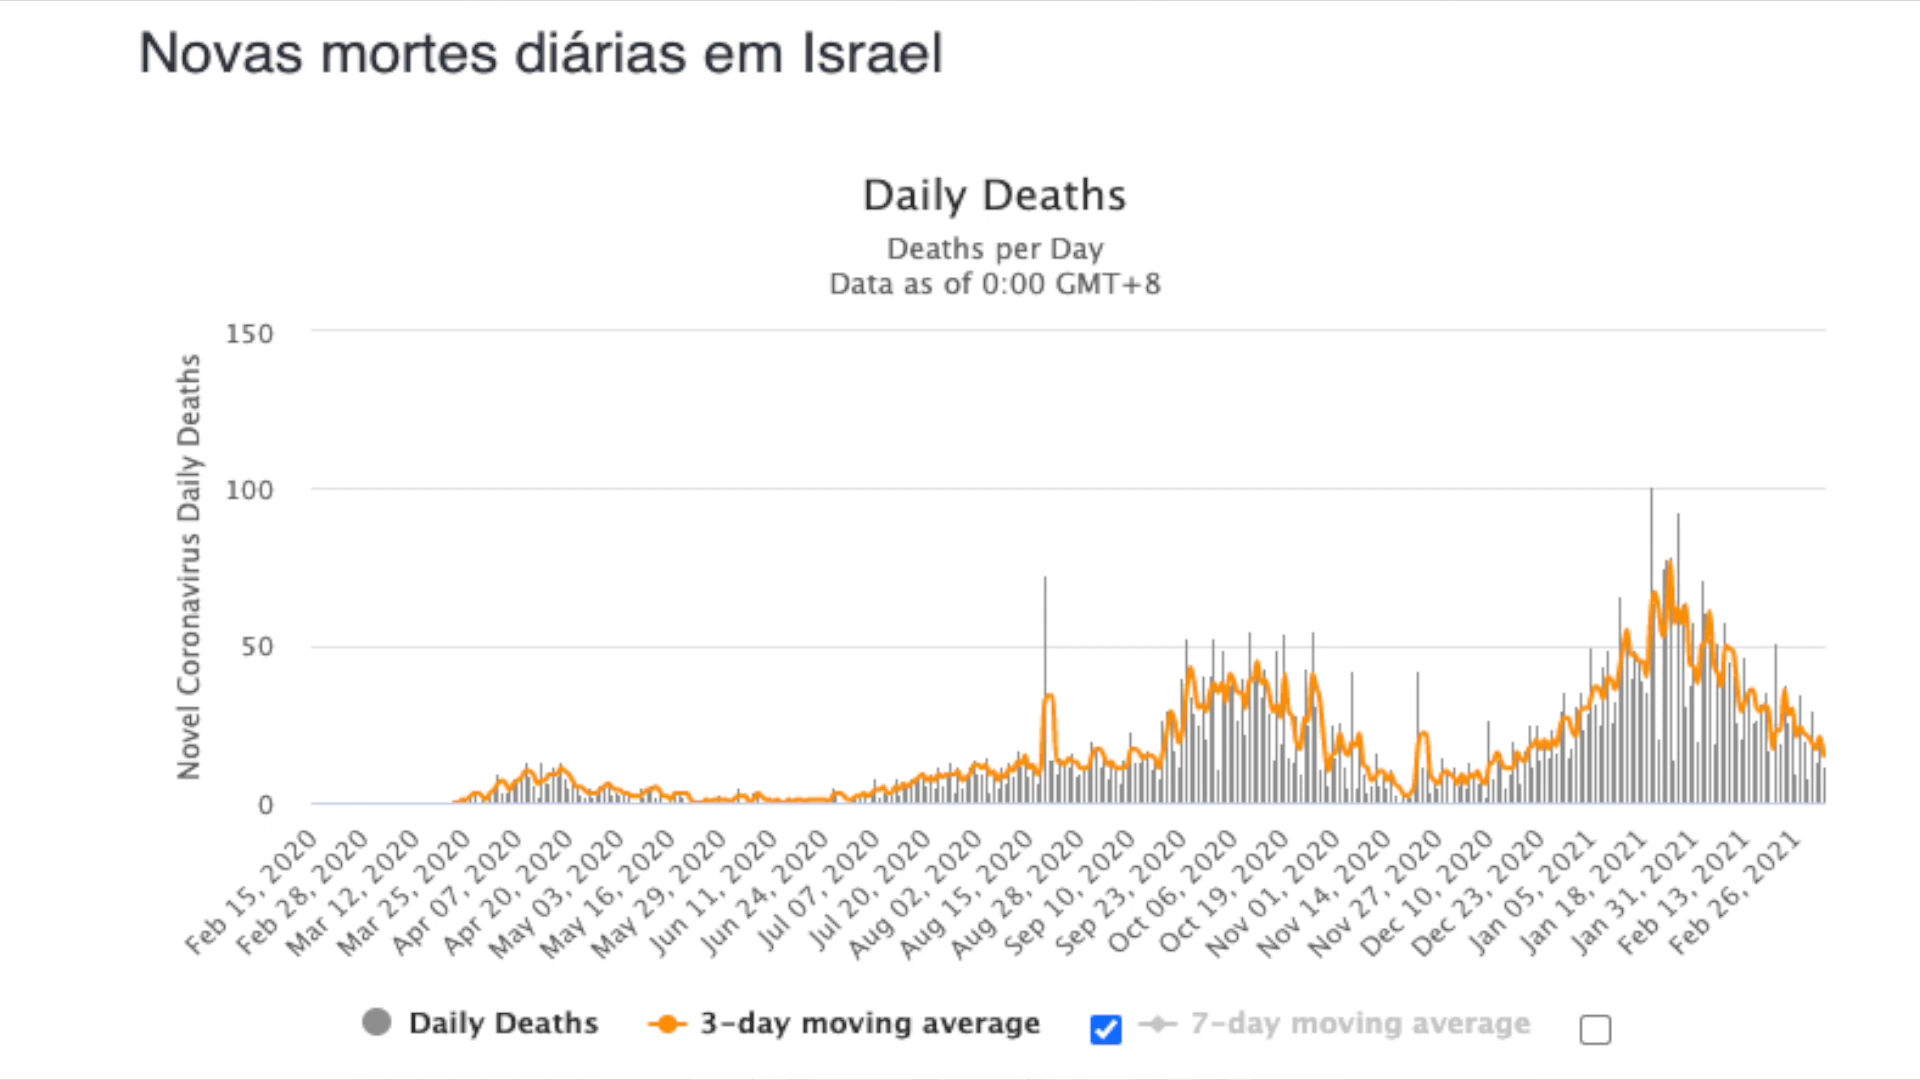 Novas mortes diárias em Israel
Daily Deaths
Deaths per Day
Data as of 0:00 GMT+8
Novel Coronavirus Daily Deaths
150
100
50
0
Feb 15, 2020
Feb 28, 2020
Mar 12, 2020
Mar 25, 2020
Apr 07, 2020
Apr 20, 2020
May 03, 2020
May 16, 2020
May 29, 2020
Jun 11, 2020
Jun 24, 2020
Jul 07, 2020
Jul 20, 2020
Aug 02, 2020
Aug 15, 2020
Aug 28, 2020
Sep 10, 2020
Sep 23, 2020
Oct 06, 2020
Oct 19, 2020
Nov 01, 2020
Nov 14, 2020
Nov 27, 2020
Dec 10, 2020
Dec 23, 2020
Jan 05, 2021
Jan 18, 2021
Jan 31, 2021
Feb 13, 2021
Feb 26, 2021
Daily Deaths 3-day moving average 7-day moving average